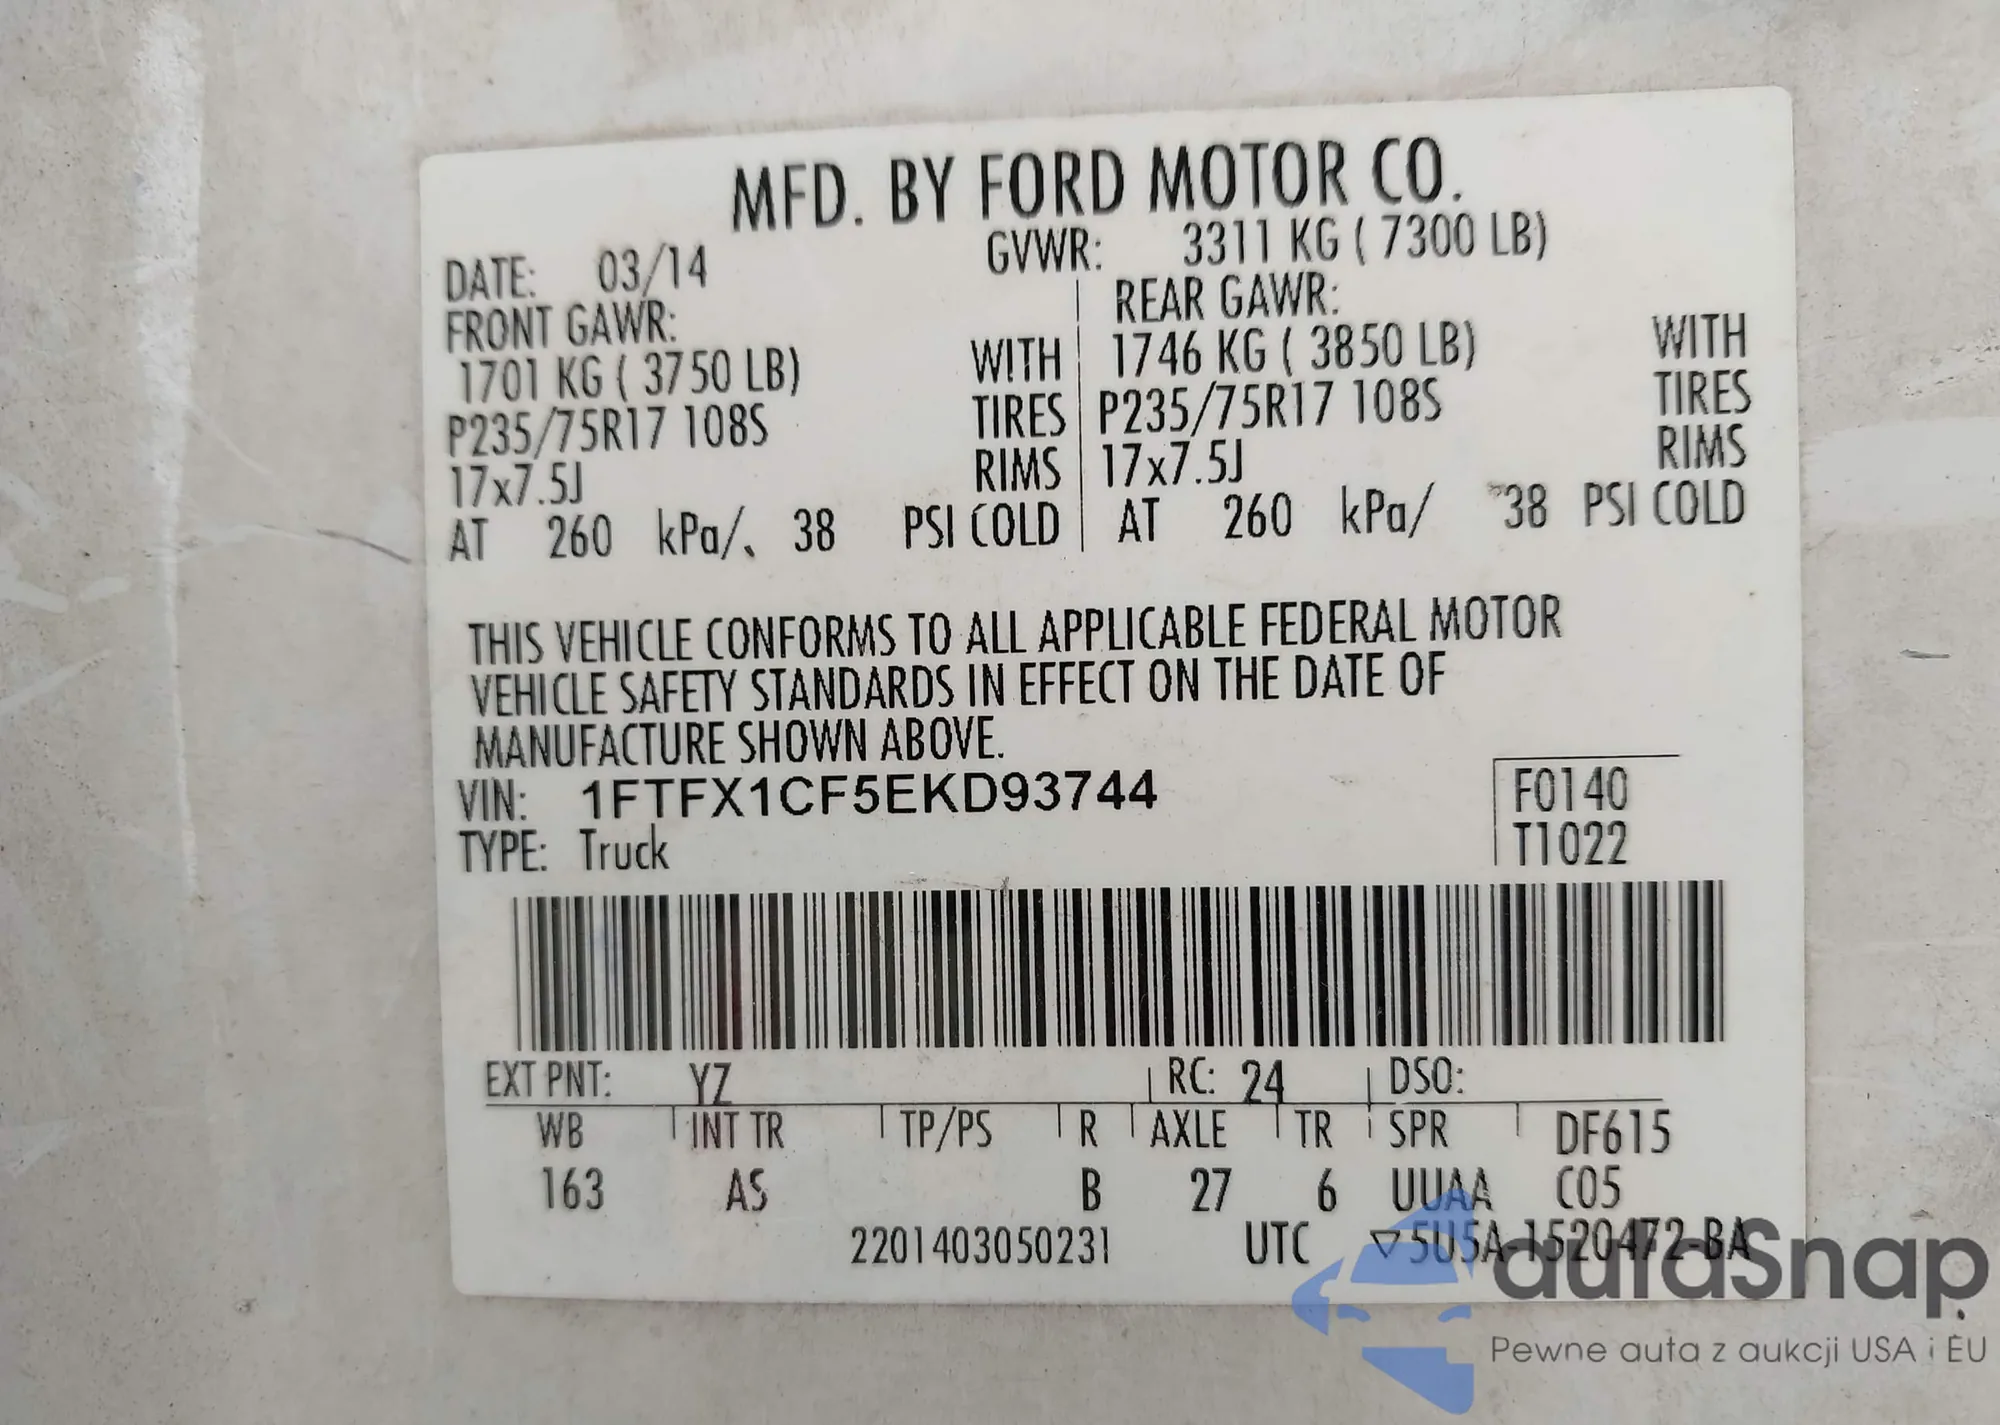 MFD. BY FORD MOTOR CO.
DATE: 03/14 GVWR: 3311 KG ( 7300 LB)
FRONT GAWR: REAR GAWR:
1701 KG ( 3750 LB) WITH 1746 KG ( 3850 LB) WITH
P235/75R17 108S TIRES P235/75R17 108S TIRES
17x7.5J RIMS 17x7.5J RIMS
AT 260 kPa/ 38 PSI COLD AT 260 kPa/ 38 PSI COLD
THIS VEHICLE CONFORMS TO ALL APPLICABLE FEDERAL MOTOR
VEHICLE SAFETY STANDARDS IN EFFECT ON THE DATE OF
MANUFACTURE SHOWN ABOVE.
VIN: 1FTFX1CF5EKD93744 F0140
TYPE: Truck T1022
EXT PNT: YZ RC: 24 DSO:
WB INT TR TP/PS R AXLE TR SPR DF615
163 AS B 27 6 UUAA C05
2201403050231 UTC ▽5U5A-1520472-BA
autaSnap
Pewne auta z aukcji USA i EU